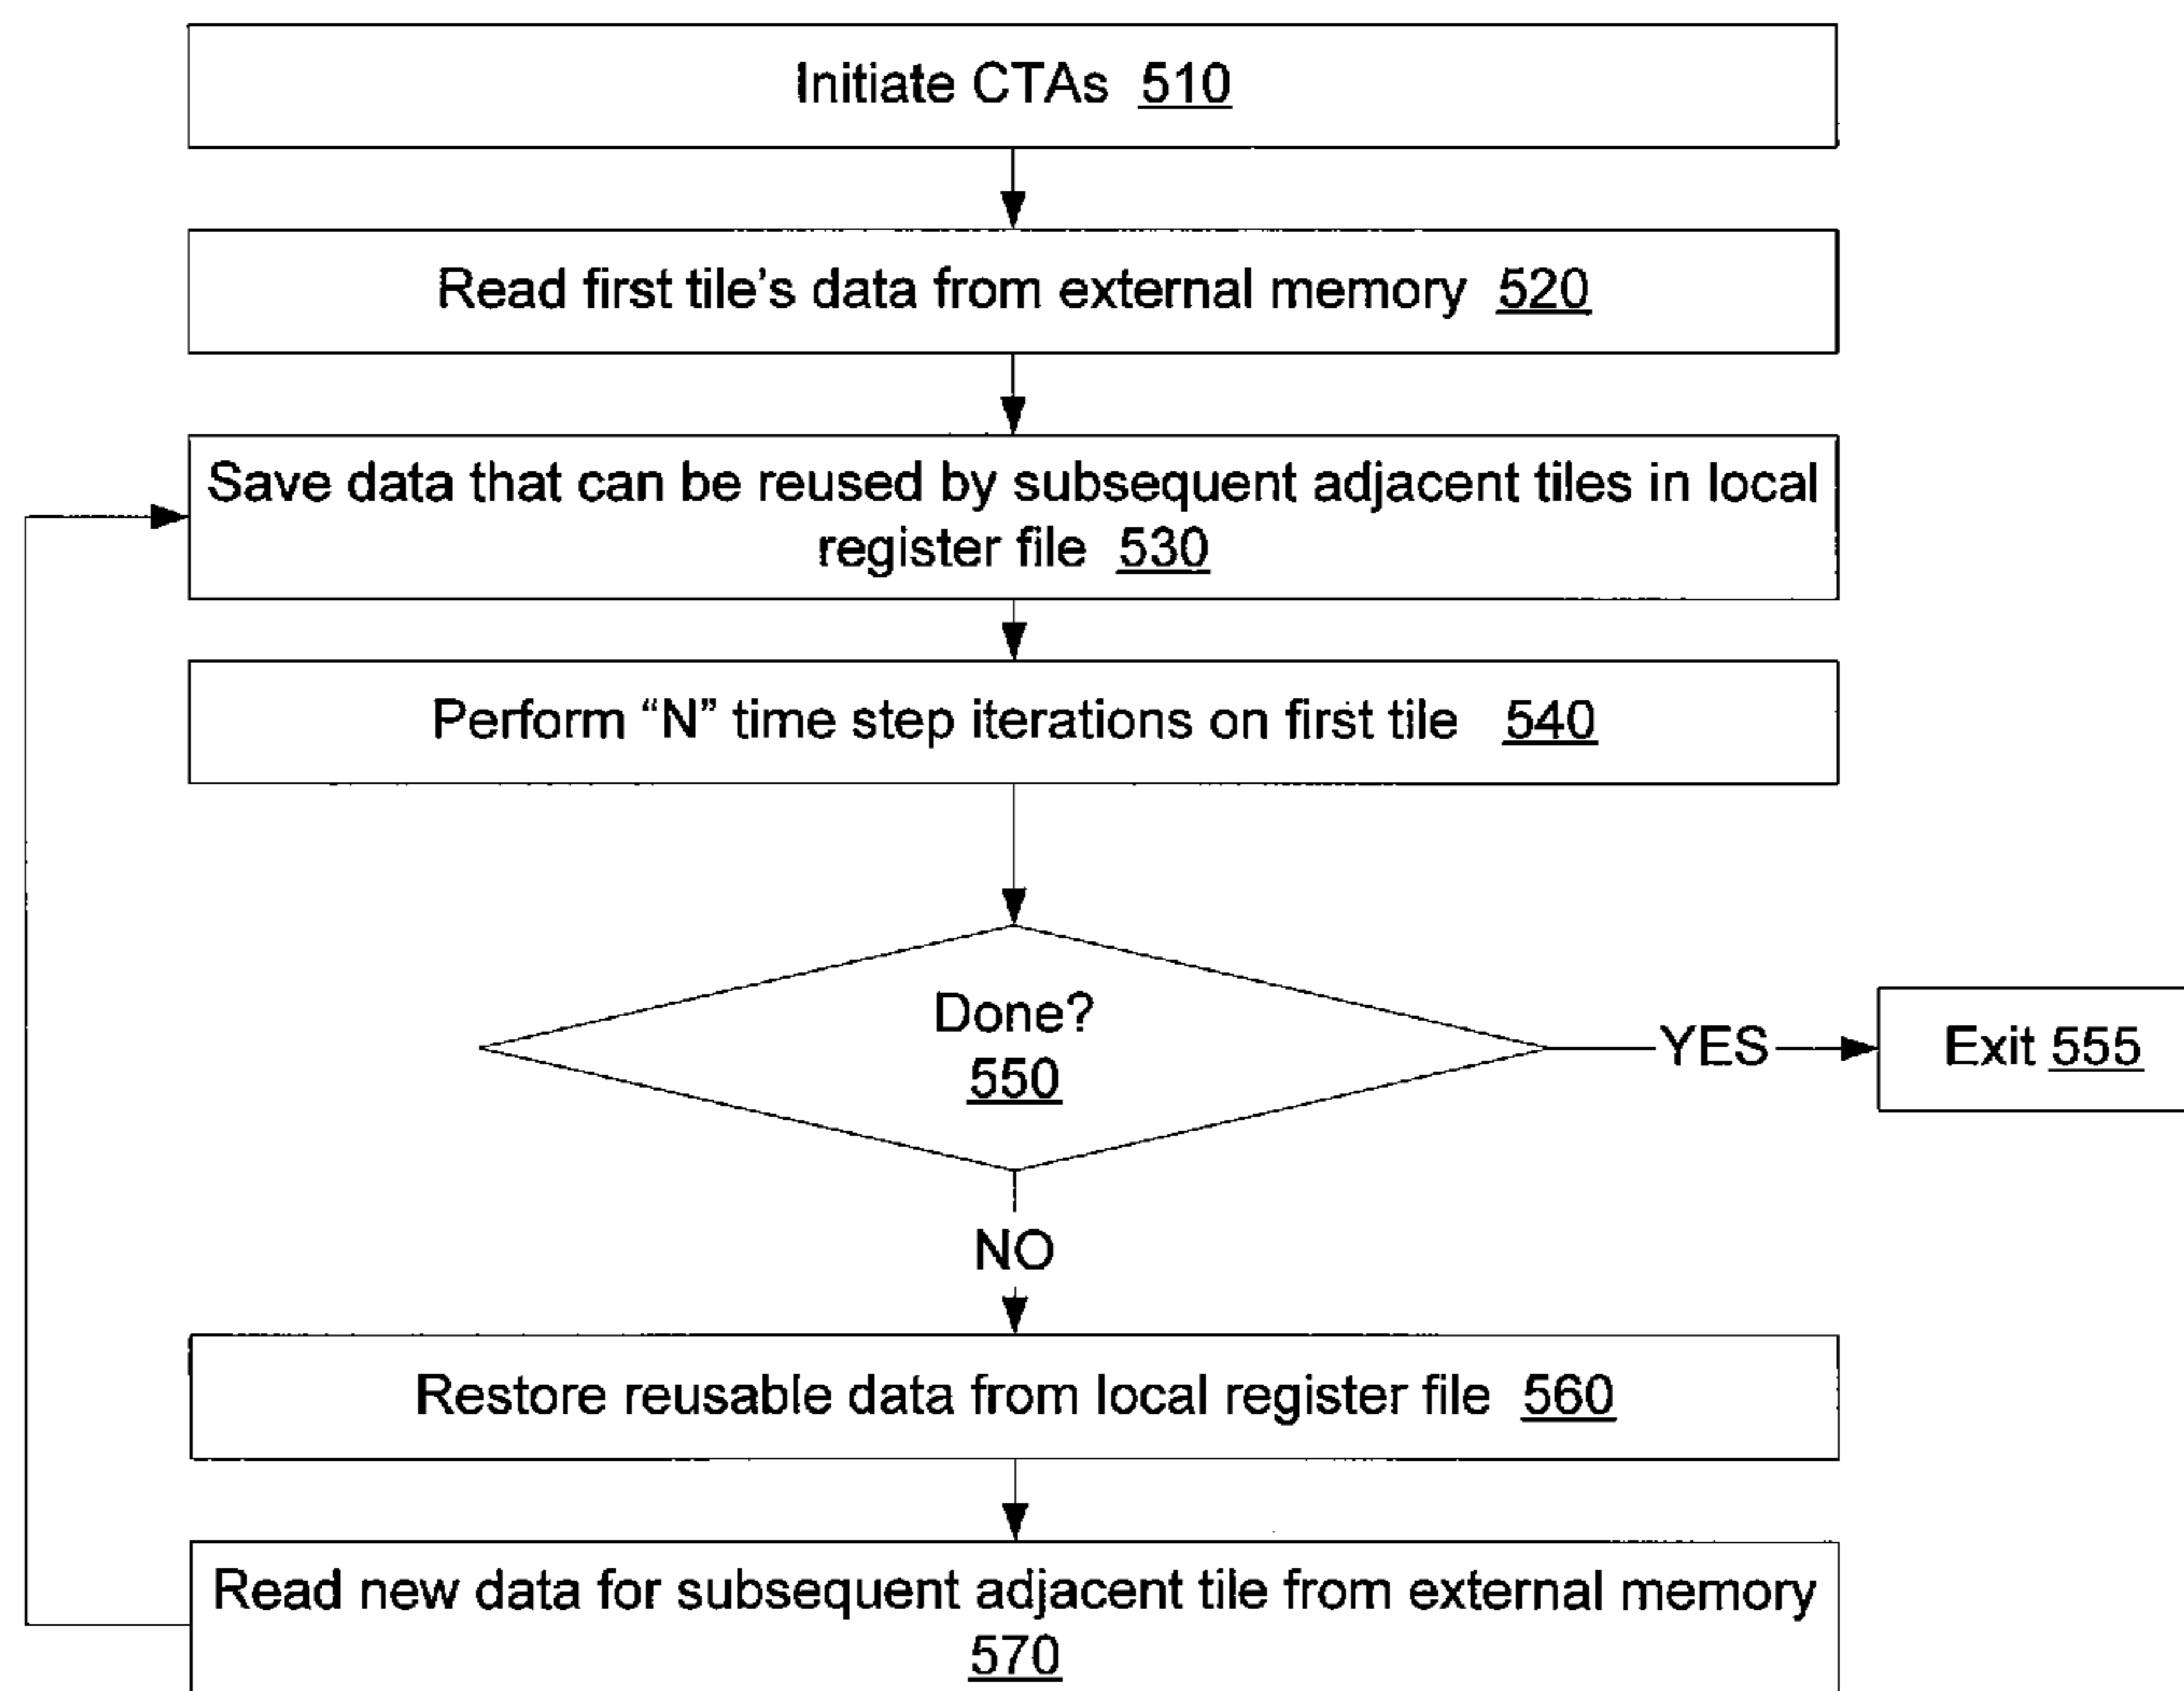 Initiate CTAs 510
Read first tile's data from external memory 520
Save data that can be reused by subsequent adjacent tiles in local
register file 530
Perform “N” time step iterations on first tile 540
Done?
550
YES
Exit 555
NO
Restore reusable data from local register file 560
Read new data for subsequent adjacent tile from external memory
570